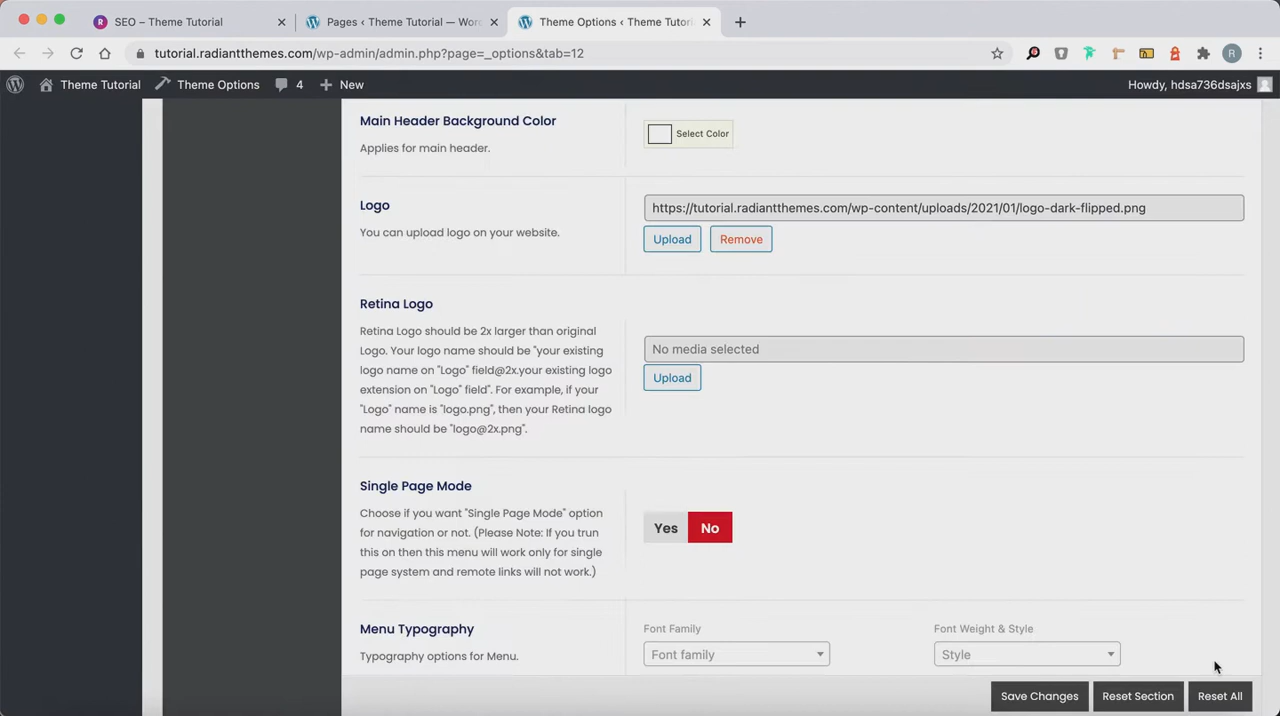 SEO – Theme Tutorial
Pages ‹ Theme Tutorial — Wor
Theme Options ‹ Theme Tutori
tutorial.radiantthemes.com/wp-admin/admin.php?page=_options&tab=12
R
Theme Tutorial
Theme Options
4
New
Howdy, hdsa736dsajxs
Main Header Background Color
Applies for main header.
Select Color
Logo
You can upload logo on your website.
https://tutorial.radiantthemes.com/wp-content/uploads/2021/01/logo-dark-flipped.png
Upload
Remove
Retina Logo
Retina Logo should be 2x larger than original
Logo. Your logo name should be "your existing
logo name on "Logo" field@2x.your existing logo
extension on "Logo" field". For example, if your
"Logo" name is "logo.png", then your Retina logo
name should be "logo@2x.png".
No media selected
Upload
Single Page Mode
Choose if you want "Single Page Mode" option
for navigation or not. (Please Note: If you trun
this on then this menu will work only for single
page system and remote links will not work.)
Yes
No
Menu Typography
Typography options for Menu.
Font Family
Font family
Font Weight & Style
Style
Save Changes
Reset Section
Reset All